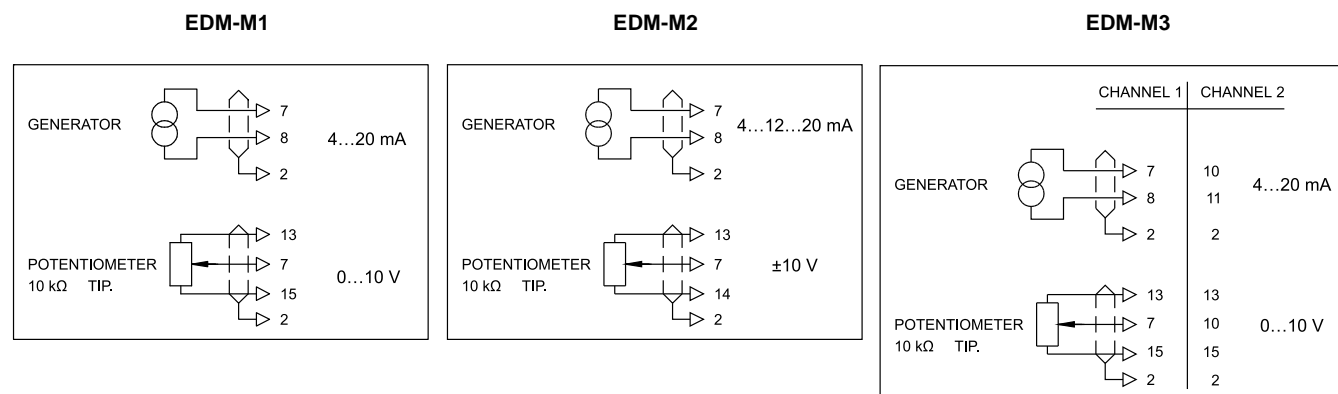 EDM-M1
GENERATOR
7
8
2
4…20 mA
POTENTIOMETER
10 kΩ TIP.
13
7
15
2
0…10 V
EDM-M2
GENERATOR
7
8
2
4…12…20 mA
POTENTIOMETER
10 kΩ TIP.
13
7
14
2
±10 V
EDM-M3
CHANNEL 1 CHANNEL 2
GENERATOR
7 10
8 11
2 2
4…20 mA
POTENTIOMETER
10 kΩ TIP.
13 13
7 10
15 15
2 2
0…10 V